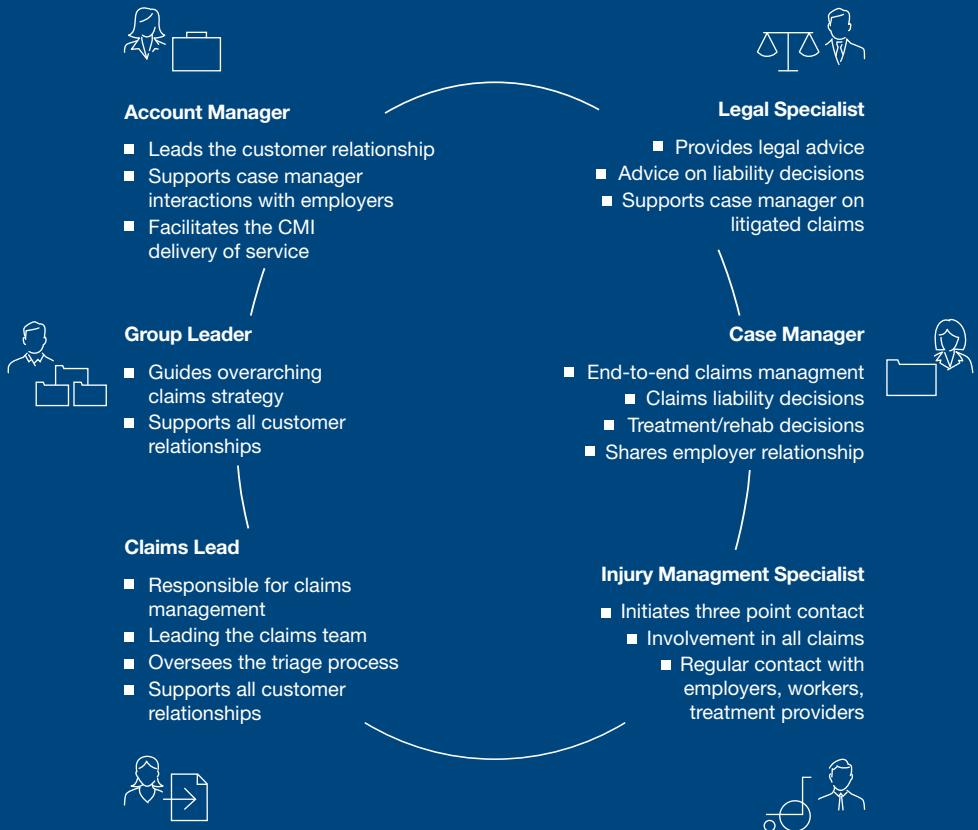 Account Manager
Leads the customer relationship
Supports case manager
interactions with employers
Facilitates the CMI
delivery of service
Legal Specialist
Provides legal advice
Advice on liability decisions
Supports case manager on
litigated claims
Group Leader
Guides overarching
claims strategy
Supports all customer
relationships
Case Manager
End-to-end claims managment
Claims liability decisions
Treatment/rehab decisions
Shares employer relationship
Claims Lead
Responsible for claims
management
Leading the claims team
Oversees the triage process
Supports all customer
relationships
Injury Managment Specialist
Initiates three point contact
Involvement in all claims
Regular contact with
employers, workers,
treatment providers